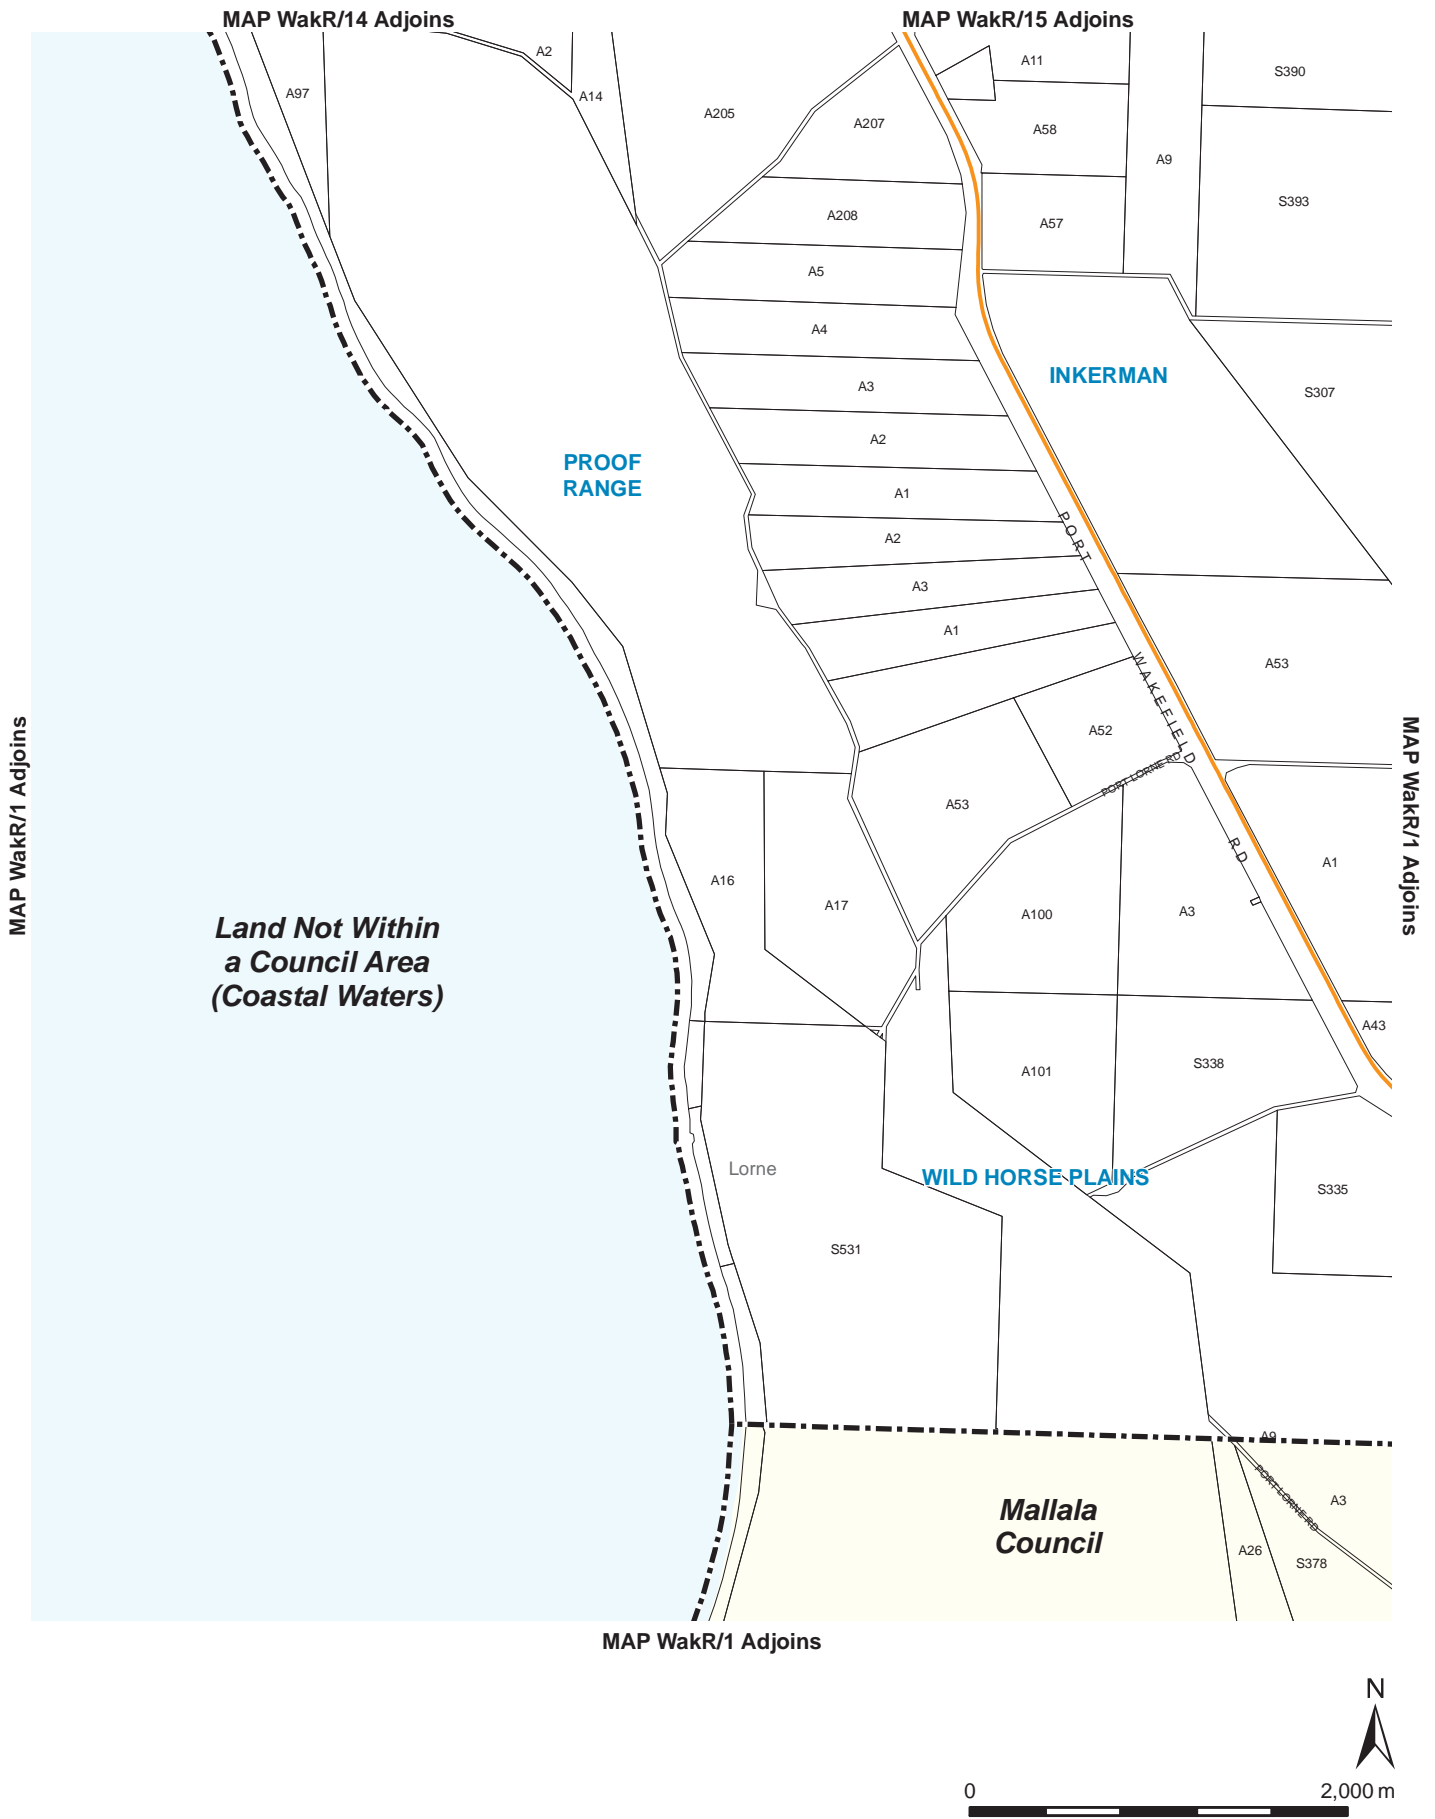 MAP WakR/14 Adjoins
MAP WakR/15 Adjoins
A2
A11
S390
A97
A14
A205
A207
A58
A9
S393
A208
A57
A5
A4
INKERMAN
A3
S307
A2
PROOF
RANGE
A1
PORT
A2
A3
A1
WAKEFIELD
A53
A52
PORT LORNE RD
MAP WakR/1 Adjoins
MAP WakR/1 Adjoins
A53
RD
A1
A16
A17
A100
A3
Land Not Within
a Council Area
(Coastal Waters)
A43
A101
S338
Lorne
WILD HORSE PLAINS
S335
S531
A9
PORT LORNE RD
Mallala
Council
A3
A26
S378
MAP WakR/1 Adjoins
N
0
2,000 m